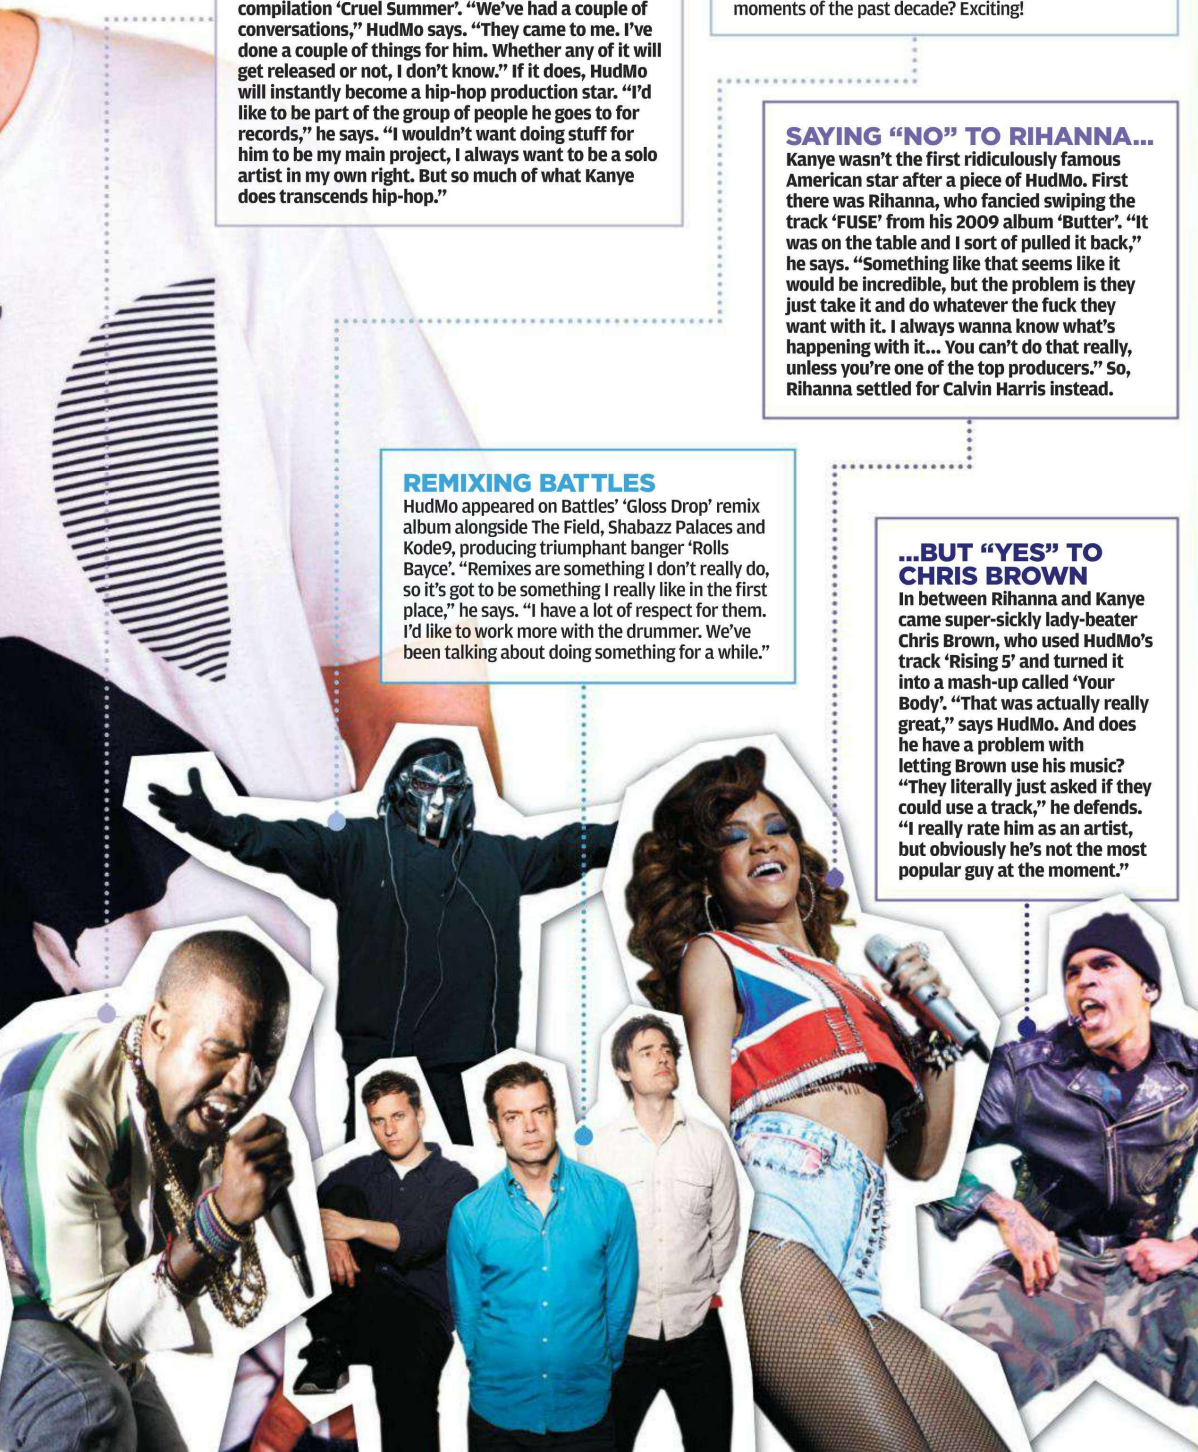 compilation ‘Cruel Summer’. “We’ve had a couple of
conversations,” HudMo says. “They came to me. I’ve
done a couple of things for him. Whether any of it will
get released or not, I don’t know.” If it does, HudMo
will instantly become a hip-hop production star. “I’d
like to be part of the group of people he goes to for
records,” he says. “I wouldn’t want doing stuff for
him to be my main project, I always want to be a solo
artist in my own right. But so much of what Kanye
does transcends hip-hop.”
moments of the past decade? Exciting!
SAYING “NO” TO RIHANNA...
Kanye wasn’t the first ridiculously famous
American star after a piece of HudMo. First
there was Rihanna, who fancied swiping the
track ‘FUSE’ from his 2009 album ‘Butter’. “It
was on the table and I sort of pulled it back,”
he says. “Something like that seems like it
would be incredible, but the problem is they
just take it and do whatever the fuck they
want with it. I always wanna know what’s
happening with it... You can’t do that really,
unless you’re one of the top producers.” So,
Rihanna settled for Calvin Harris instead.
REMIXING BATTLES
HudMo appeared on Battles’ ‘Gloss Drop’ remix
album alongside The Field, Shabazz Palaces and
Kode9, producing triumphant banger ‘Rolls
Bayce’. “Remixes are something I don’t really do,
so it’s got to be something I really like in the first
place,” he says. “I have a lot of respect for them.
I’d like to work more with the drummer. We’ve
been talking about doing something for a while.”
...BUT “YES” TO
CHRIS BROWN
In between Rihanna and Kanye
came super-sickly lady-beater
Chris Brown, who used HudMo’s
track ‘Rising 5’ and turned it
into a mash-up called ‘Your
Body’. “That was actually really
great,” says HudMo. And does
he have a problem with
letting Brown use his music?
“They literally just asked if they
could use a track,” he defends.
“I really rate him as an artist,
but obviously he’s not the most
popular guy at the moment.”